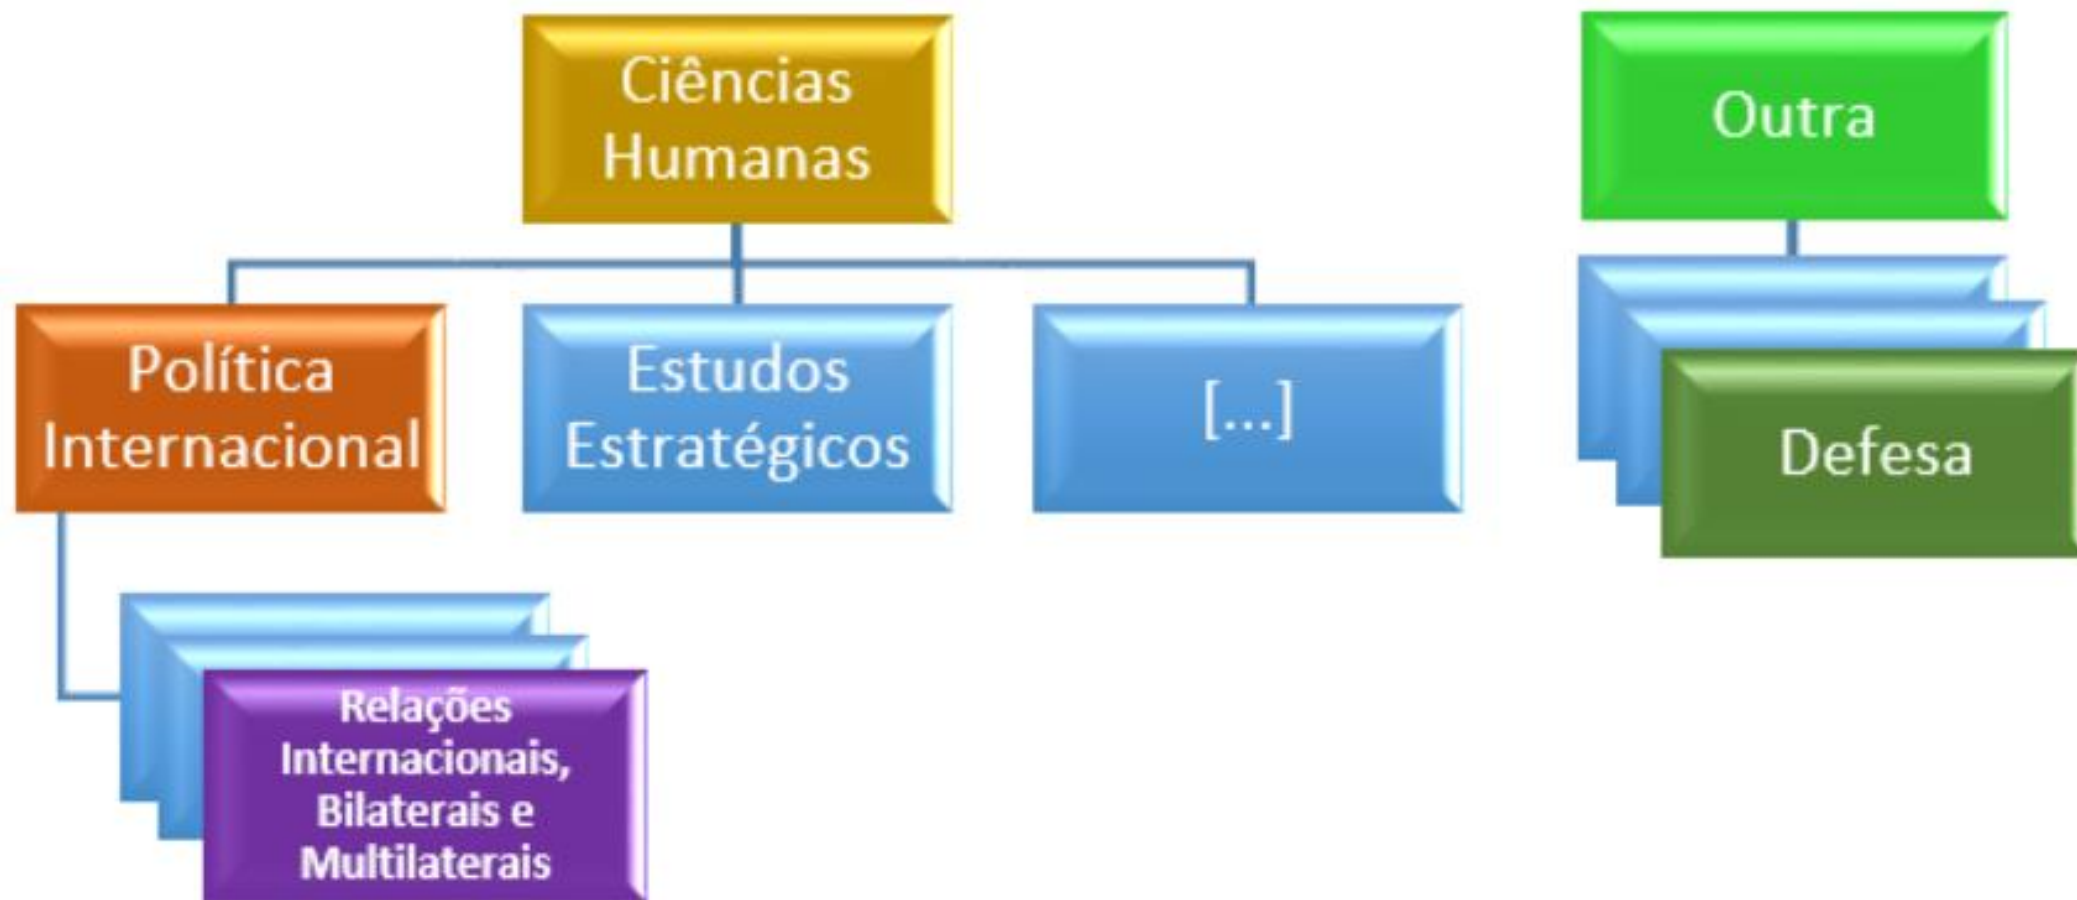 Ciências
Humanas
Outra
Política
Internacional
Estudos
Estratégicos
[...]
Defesa
Relações
Internacionais,
Bilaterais e
Multilaterais